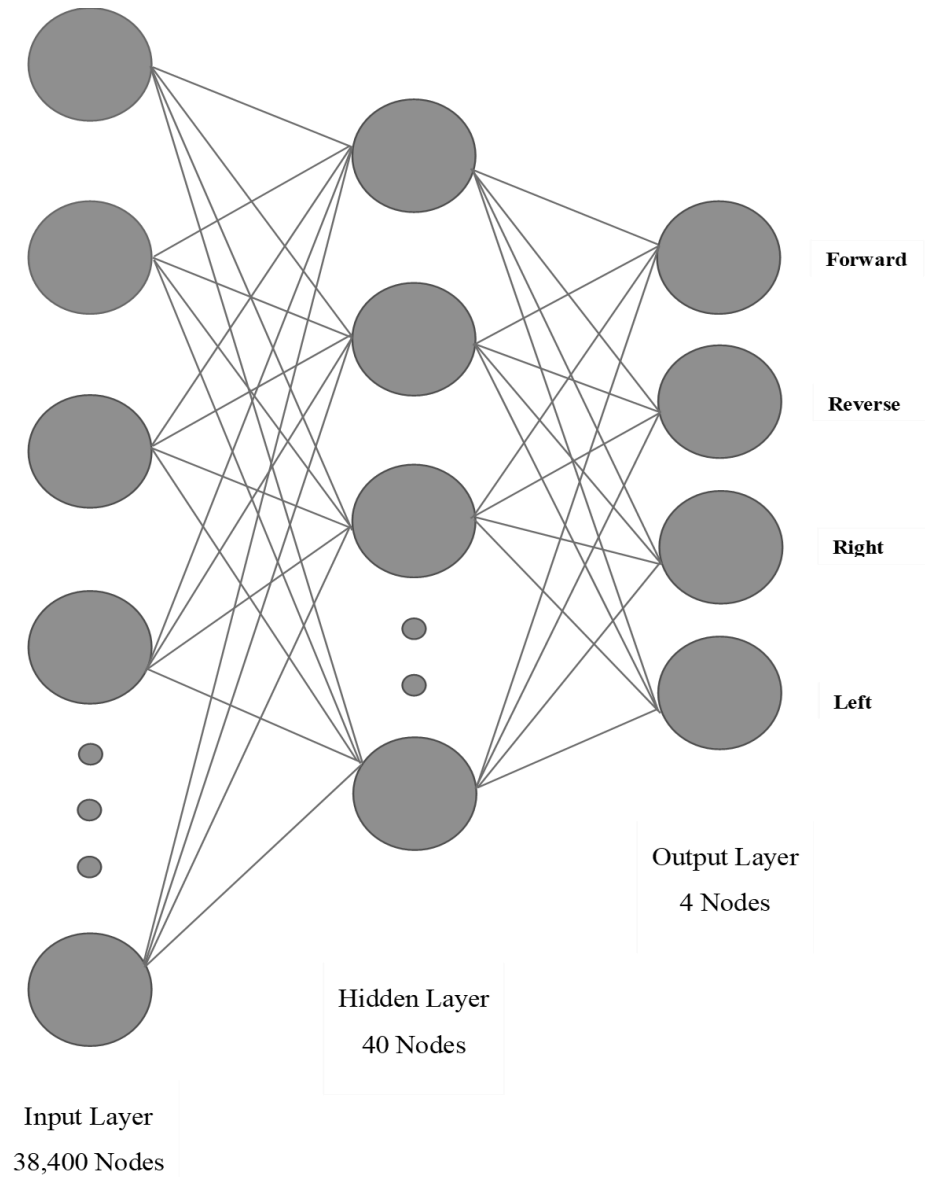 Forward
Reverse
Right
Left
Output Layer
4 Nodes
Hidden Layer
40 Nodes
Input Layer
38,400 Nodes